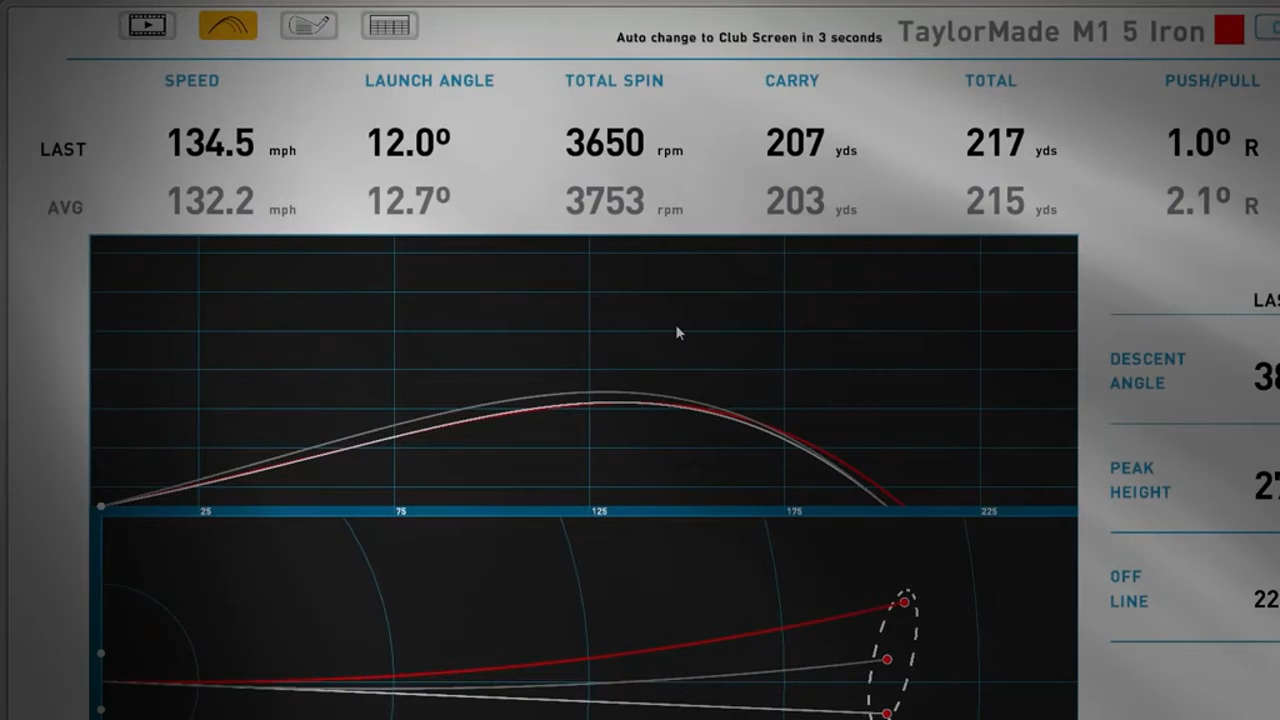 Auto change to Club Screen in 3 seconds TaylorMade M1 5 Iron
SPEED LAUNCH ANGLE TOTAL SPIN CARRY TOTAL PUSH/PULL
LAST 134.5 mph 12.0º 3650 rpm 207 yds 217 yds 1.0º R
AVG 132.2 mph 12.7º 3753 rpm 203 yds 215 yds 2.1º R
DESCENT
ANGLE
PEAK
HEIGHT
25 75 125 175 225
OFF
LINE
22